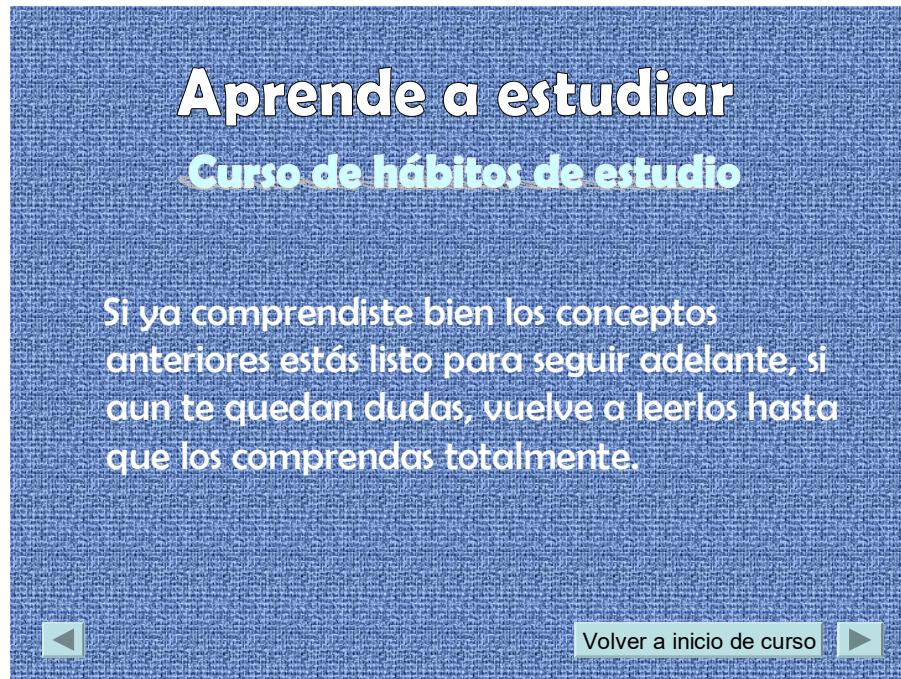 Aprende a estudiar
Curso de hábitos de estudio
Si ya comprendiste bien los conceptos
anteriores estás listo para seguir adelante, si
aun te quedan dudas, vuelve a leerlos hasta
que los comprendas totalmente.
Volver a inicio de curso